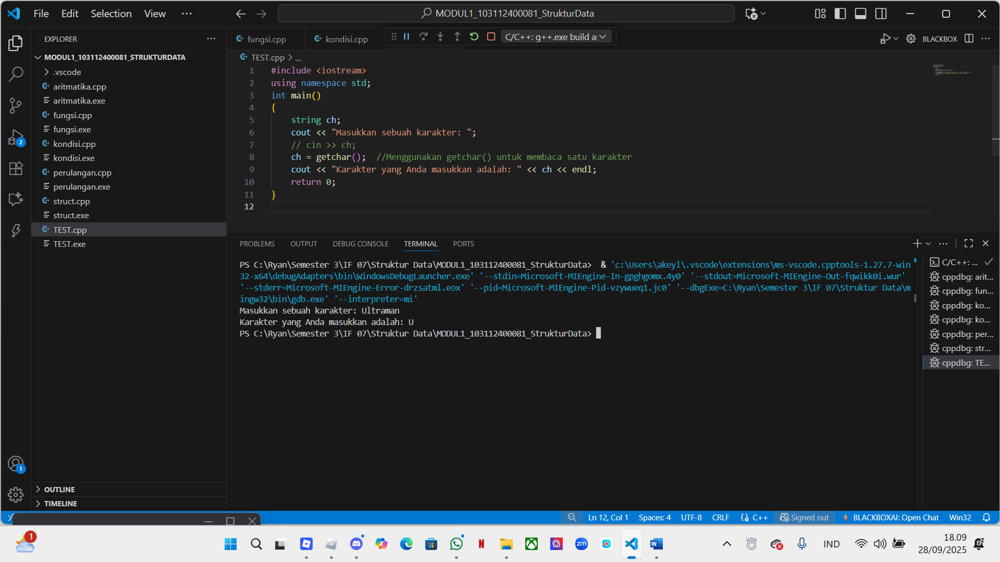 File Edit Selection View ...
MODUL1_103112400081_StrukturData
EXPLORER
MODUL1_103112400081_STRUKTURDATA
.vscode
aritmatika.cpp
aritmatika.exe
fungsi.cpp
fungsi.exe
kondisi.cpp
kondisi.exe
perulangan.cpp
perulangan.exe
struct.cpp
struct.exe
TEST.cpp
TEST.exe
OUTLINE
TIMELINE
2
1
fungsi.cpp kondisi.cpp
C/C++: g++.exe build a
BLACKBOX
TEST.cpp > ...
1 #include <iostream>
2 using namespace std;
3 int main()
4 {
5 string ch;
6 cout << "Masukkan sebuah karakter: ";
7 // cin >> ch;
8 ch = getchar(); //Menggunakan getchar() untuk membaca satu karakter
9 cout << "Karakter yang Anda masukkan adalah: " << ch << endl;
10 return 0;
11 }
12
PROBLEMS OUTPUT DEBUG CONSOLE TERMINAL PORTS
PS C:\Ryan\Semester 3\IF 07\Struktur Data\MODUL1_103112400081_StrukturData> & 'c:\Users\akeyl\.vscode\extensions\ms-vscode.cpptools-1.27.7-win
32-x64\debugAdapters\bin\WindowsDebugLauncher.exe' '--stdin=Microsoft-MIEngine-In-gpghgomx.4y0' '--stdout=Microsoft-MIEngine-Out-fqwikk0i.wur'
'--stderr=Microsoft-MIEngine-Error-drzsatml.eox' '--pid=Microsoft-MIEngine-Pid-vzywueq1.jc0' '--dbgExe=C:\Ryan\Semester 3\IF 07\Struktur Data\m
ingw32\bin\gdb.exe' '--interpreter=mi'
Masukkan sebuah karakter: Ultraman
Karakter yang Anda masukkan adalah: U
PS C:\Ryan\Semester 3\IF 07\Struktur Data\MODUL1_103112400081_StrukturData>
C/C++: ...
cppdbg: arit...
cppdbg: fun...
cppdbg: ko...
cppdbg: ko...
cppdbg: per...
cppdbg: str...
cppdbg: TE...
Ln 12, Col 1 Spaces: 4 UTF-8 CRLF {} C++ Signed out BLACKBOXAI: Open Chat Win32
1
N
zm
W
IND
18.09
28/09/2025